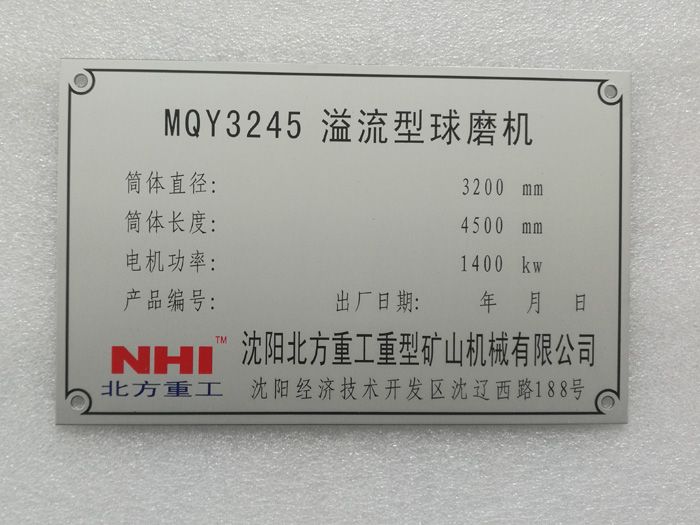 MQY3245 溢流型球磨机
筒体直径: 3200 mm
筒体长度: 4500 mm
电机功率: 1400 kw
产品编号: 出厂日期: 年 月 日
NHI™ 沈阳北方重工重型矿山机械有限公司
北方重工 沈阳经济技术开发区沈辽西路188号